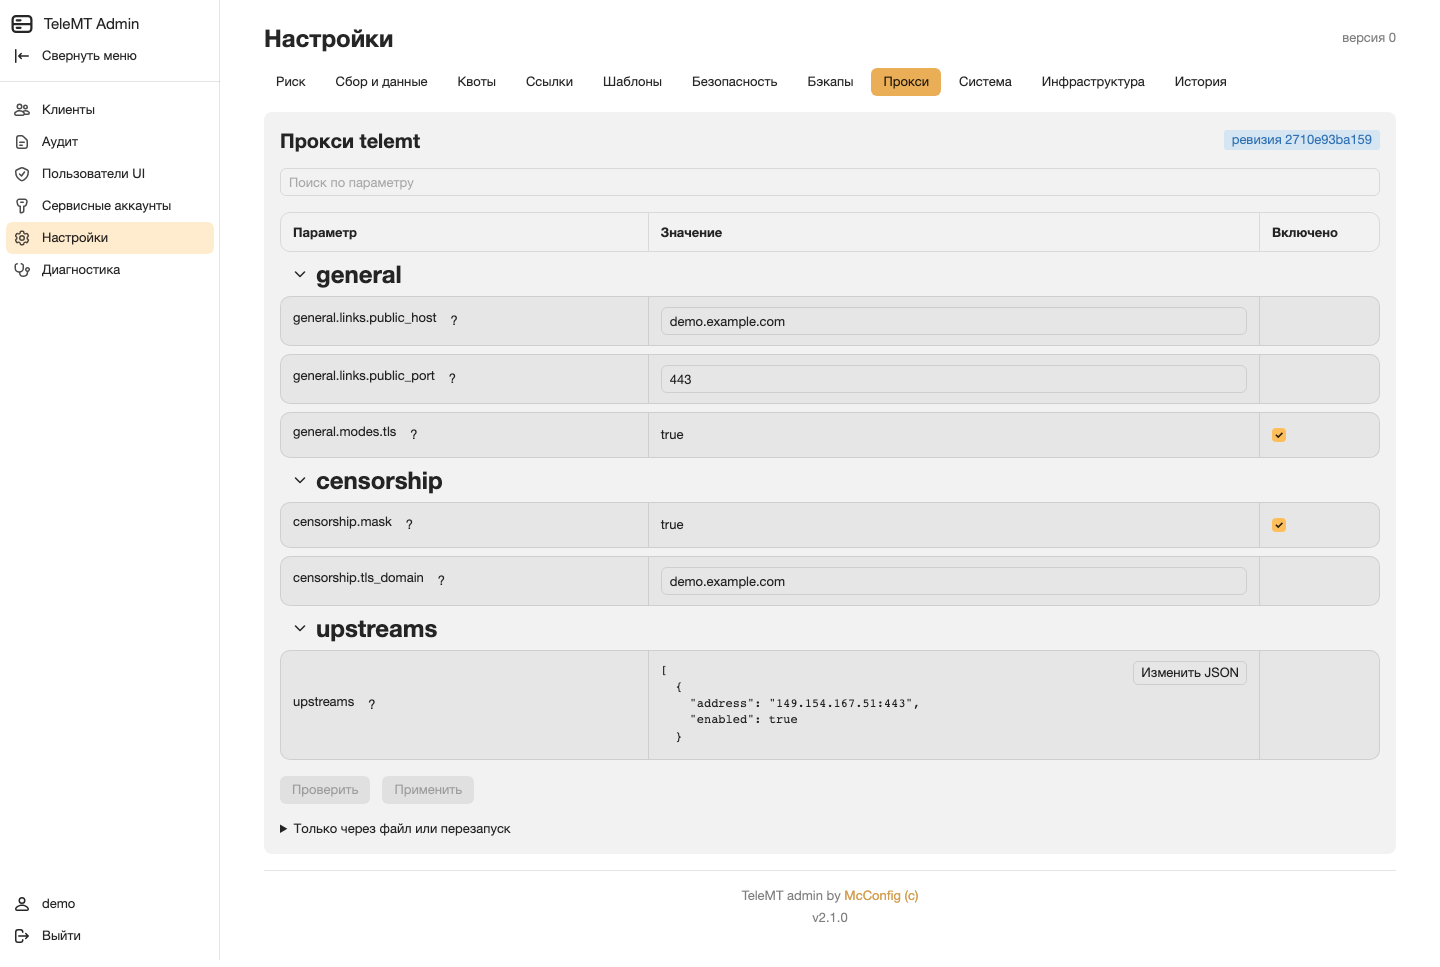 TeleMT Admin
Свернуть меню
Клиенты
Аудит
Пользователи UI
Сервисные аккаунты
Настройки
Диагностика
demo
Выйти
Настройки
версия 0
Риск Сбор и данные Квоты Ссылки Шаблоны Безопасность Бэкапы Прокси Система Инфраструктура История
Прокси telemt
ревизия 2710e93ba159
Поиск по параметру
Параметр Значение Включено
general
general.links.public_host ? demo.example.com
general.links.public_port ? 443
general.modes.tls ? true
censorship
censorship.mask ? true
censorship.tls_domain ? demo.example.com
upstreams
upstreams ?
[
{
"address": "149.154.167.51:443",
"enabled": true
}
Изменить JSON
Проверить Применить
Только через файл или перезапуск
TeleMT admin by McConfig (c)
v2.1.0